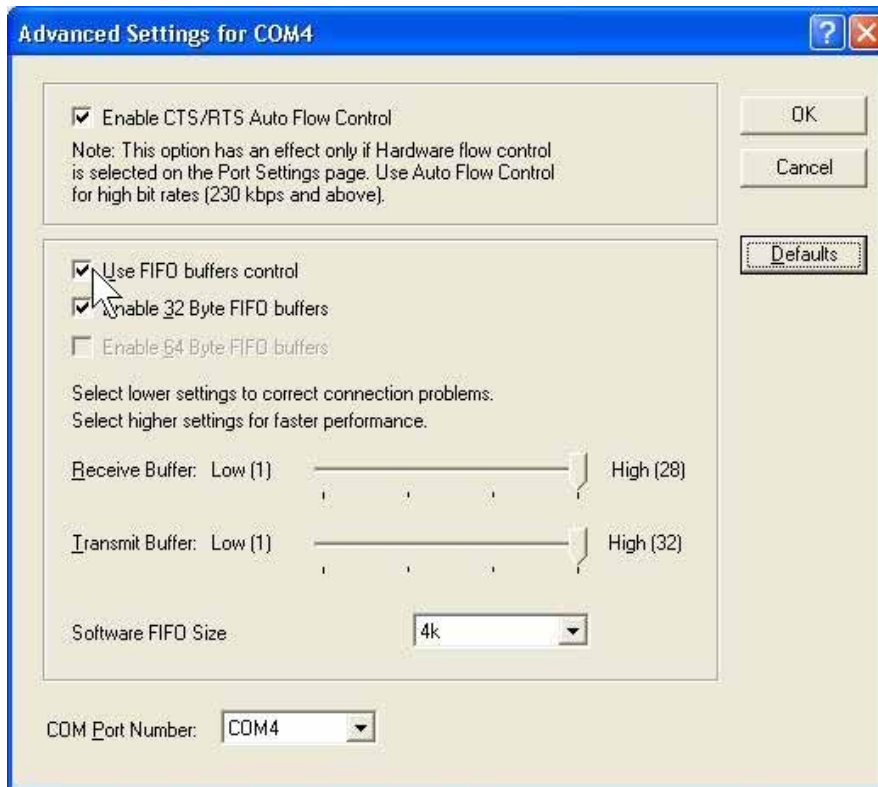 Advanced Settings for COM4
Enable CTS/RTS Auto Flow Control
Note: This option has an effect only if Hardware flow control
is selected on the Port Settings page. Use Auto Flow Control
for high bit rates (230 kbps and above).
OK
Cancel
Defaults
Use FIFO buffers control
Enable 32 Byte FIFO buffers
Enable 64 Byte FIFO buffers
Select lower settings to correct connection problems.
Select higher settings for faster performance.
Receive Buffer: Low (1) High (28)
Transmit Buffer: Low (1) High (32)
Software FIFO Size 4k
COM Port Number: COM4